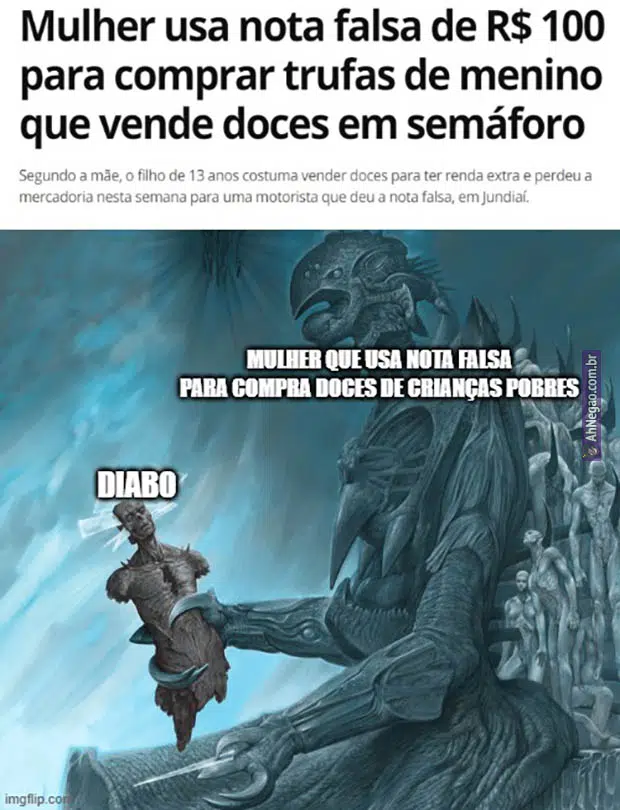 Mulher usa nota falsa de R$ 100
para comprar trufas de menino
que vende doces em semáforo
Segundo a mãe, o filho de 13 anos costuma vender doces para ter renda extra e perdeu a
mercadoria nesta semana para uma motorista que deu a nota falsa, em Jundiaí.
MULHER QUE USA NOTA FALSA
PARA COMPRA DOCES DE CRIANÇAS POBRES
AhNegao.com.br
DIABO
imgflip.com